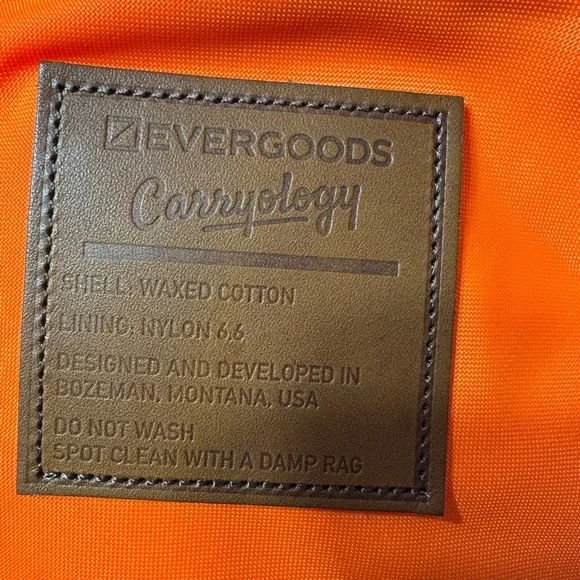 EVERGOODS
Carryology
SHELL: WAXED COTTON
LINING: NYLON 6,6
DESIGNED AND DEVELOPED IN
BOZEMAN, MONTANA, USA
DO NOT WASH
SPOT CLEAN WITH A DAMP RAG